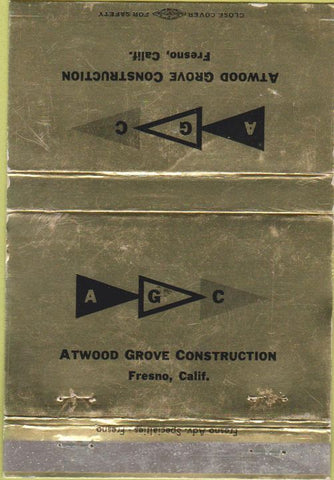 CLOSE COVER FOR SAFETY
ATWOOD GROVE CONSTRUCTION
Fresno, Calif.
A G C
A G C
ATWOOD GROVE CONSTRUCTION
Fresno, Calif.
Fresno Adv. Specialties - Fresno